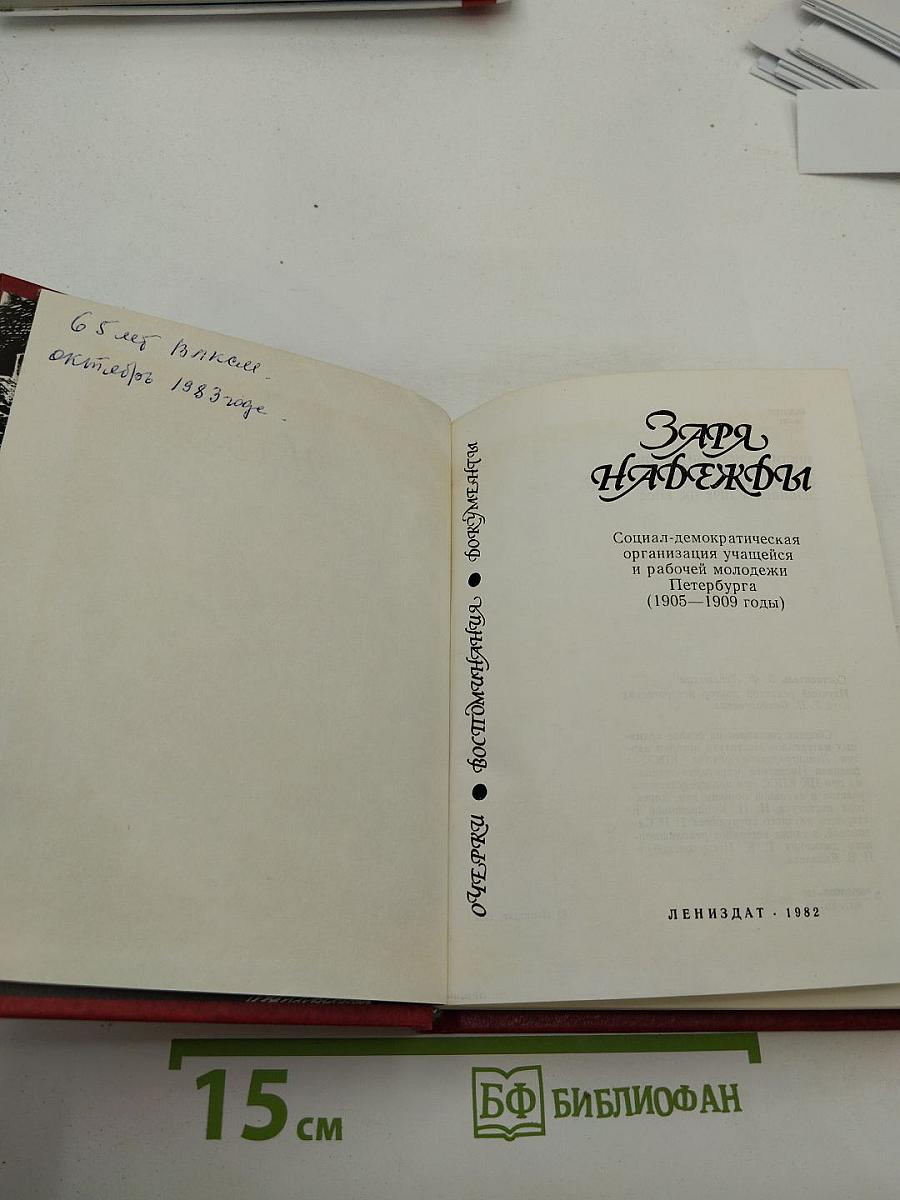 65 лет ВЛКСМ.
октябрь 1983 года.
ОЧЕРКИ ● ВОСПОМИНАНИЯ ● ДОКУМЕНТЫ
ЗАРЯ
НАДЕЖДЫ
Социал-демократическая
организация учащейся
и рабочей молодежи
Петербурга
(1905—1909 годы)
ЛЕНИЗДАТ · 1982
15 см
БФ БИБЛИОФАН